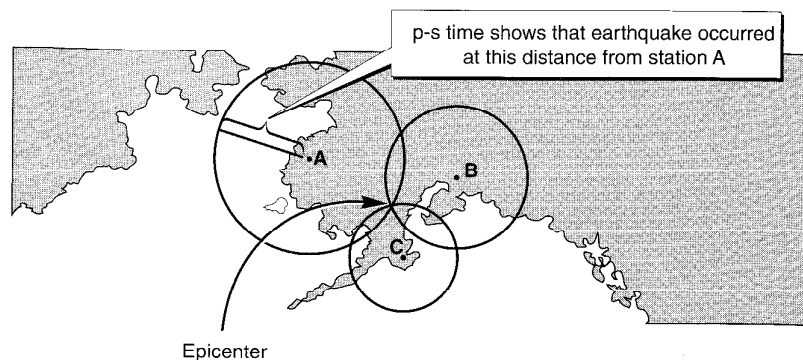 p-s time shows that earthquake occurred
at this distance from station A
A
B
C
Epicenter